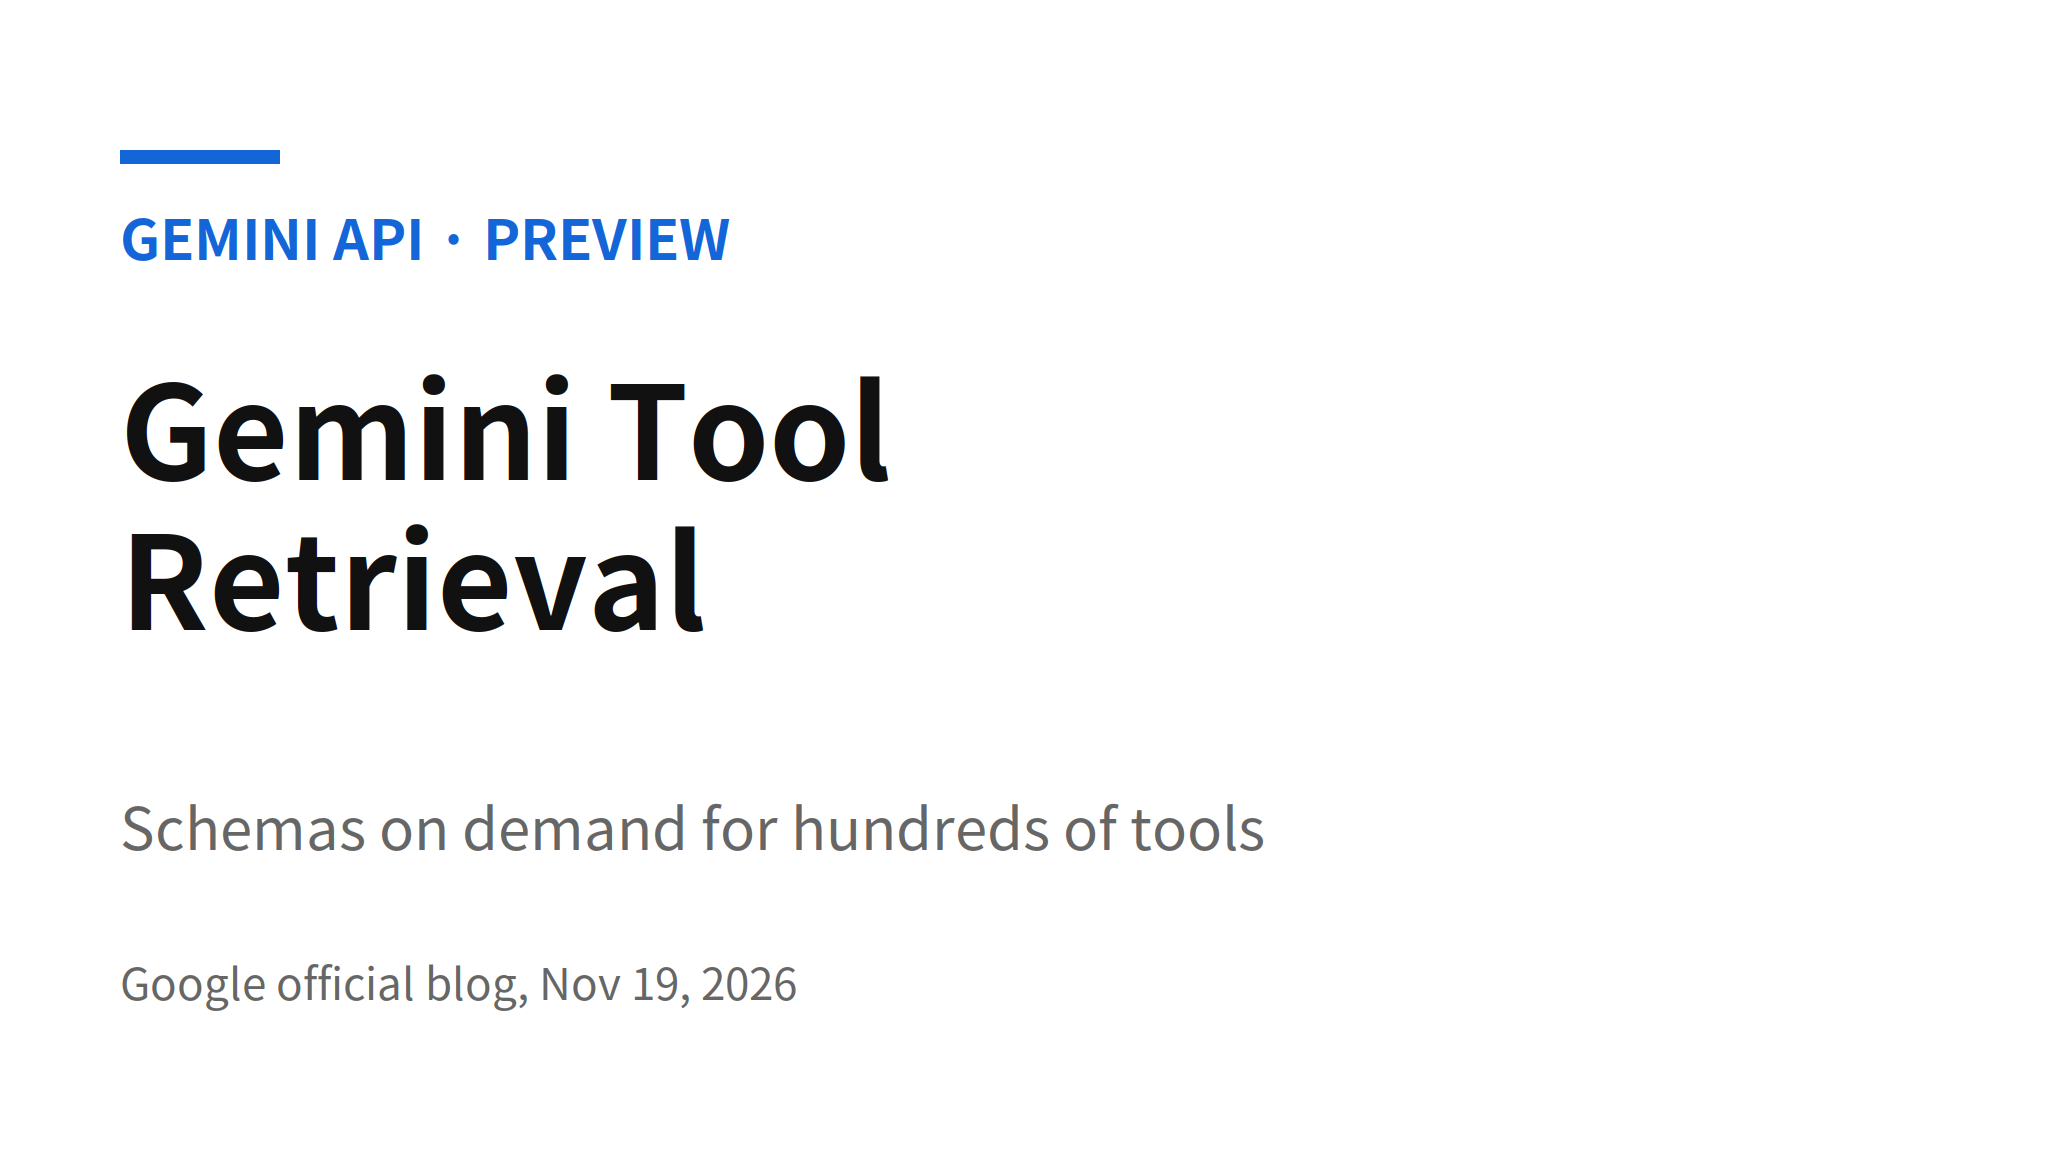 GEMINI API · PREVIEW
Gemini Tool
Retrieval
Schemas on demand for hundreds of tools
Google official blog, Nov 19, 2026